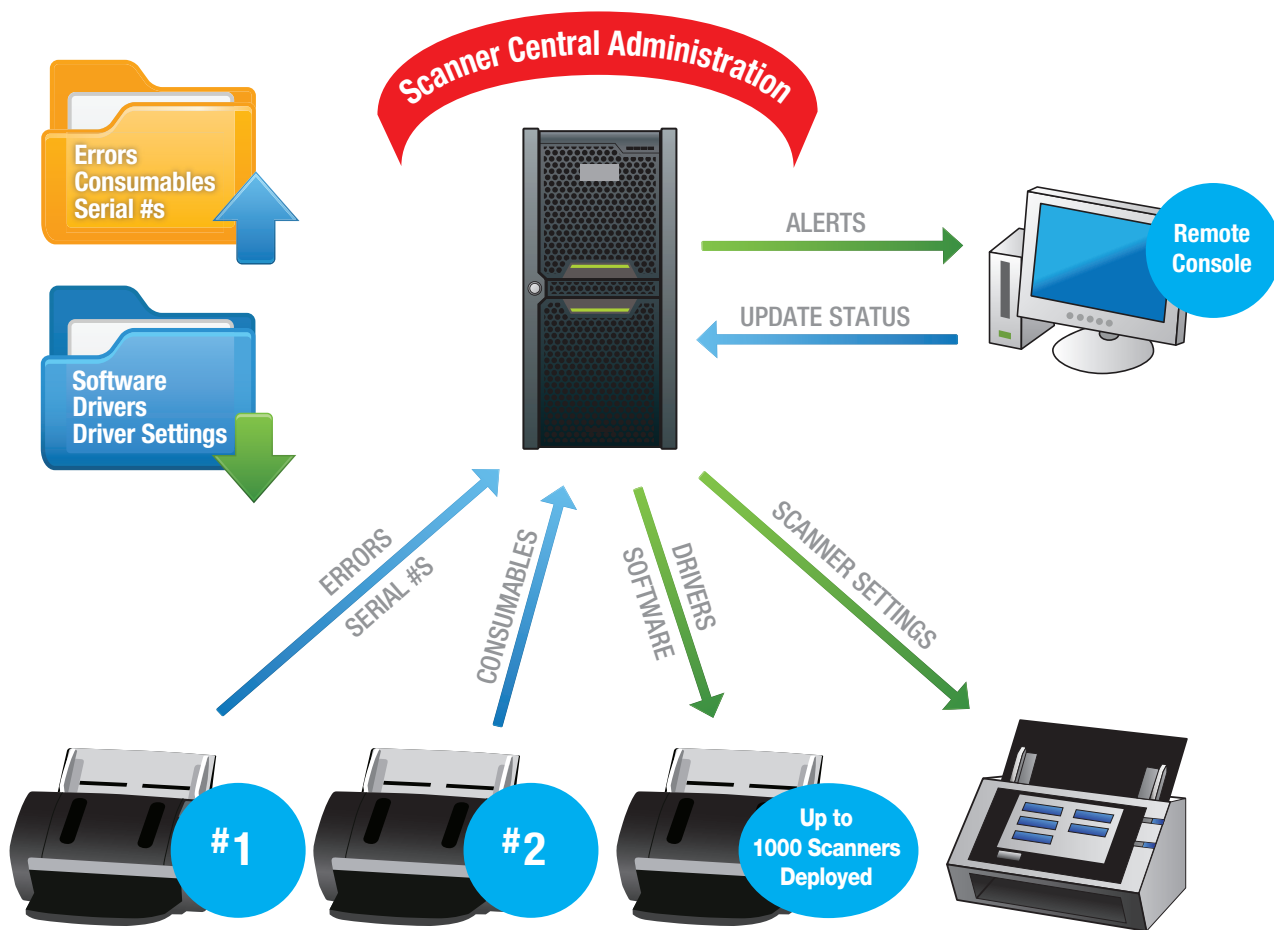 Scanner Central Administration
Errors
Consumables
Serial #s
ALERTS
Remote
Console
UPDATE STATUS
Software
Drivers
Driver Settings
ERRORS
SERIAL #S
CONSUMABLES
DRIVERS
SOFTWARE
SCANNER SETTINGS
#1
#2
Up to
1000 Scanners
Deployed